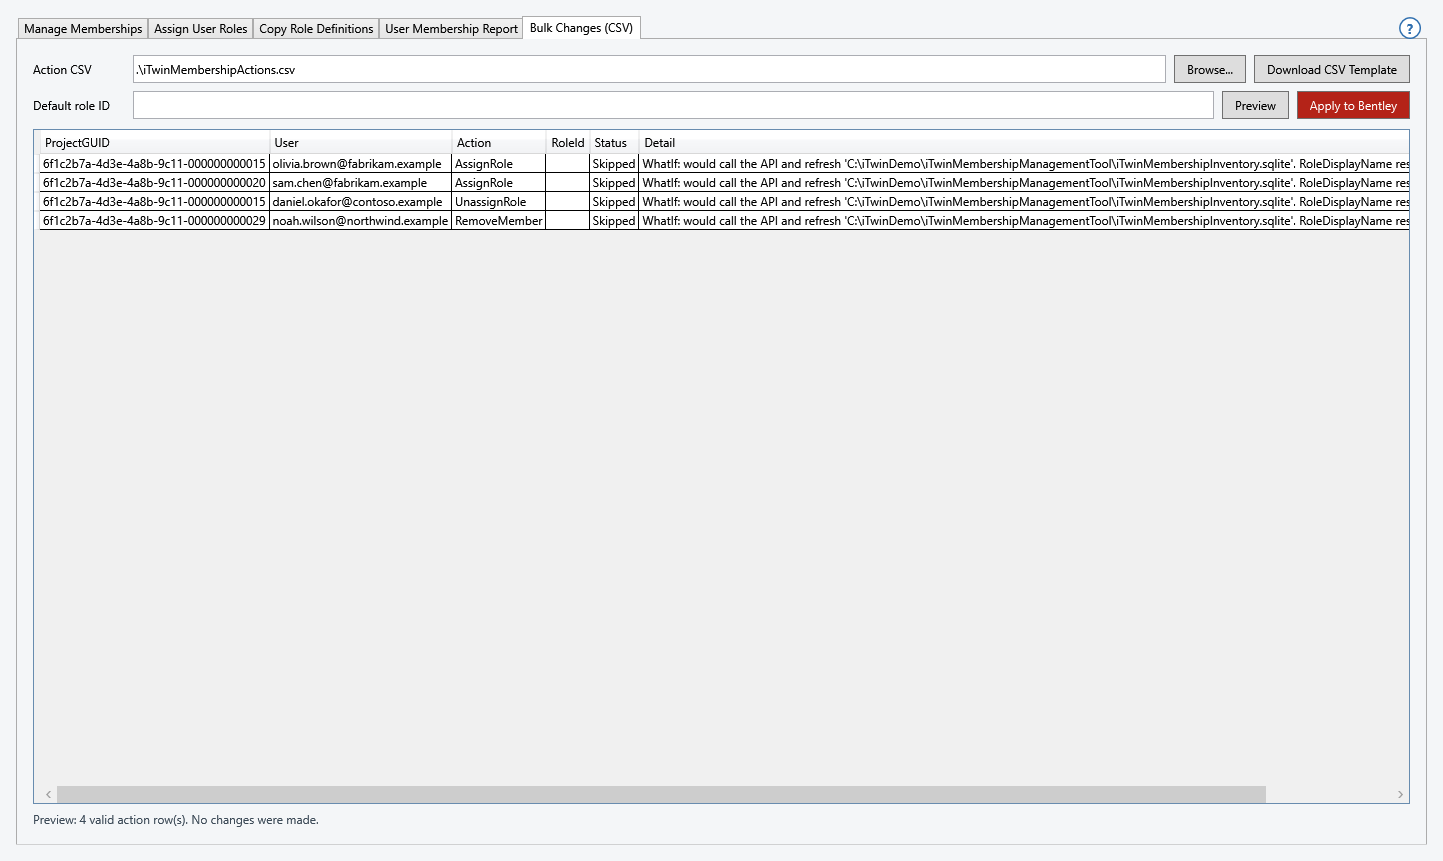 Manage Memberships Assign User Roles Copy Role Definitions User Membership Report Bulk Changes (CSV) ?
Action CSV .\iTwinMembershipActions.csv Browse... Download CSV Template
Default role ID Preview Apply to Bentley
ProjectGUID User Action RoleId Status Detail
6f1c2b7a-4d3e-4a8b-9c11-000000000015 olivia.brown@fabrikam.example AssignRole Skipped WhatIf: would call the API and refresh 'C:\iTwinDemo\iTwinMembershipManagementTool\iTwinMembershipInventory.sqlite'. RoleDisplayName res
6f1c2b7a-4d3e-4a8b-9c11-000000000020 sam.chen@fabrikam.example AssignRole Skipped WhatIf: would call the API and refresh 'C:\iTwinDemo\iTwinMembershipManagementTool\iTwinMembershipInventory.sqlite'. RoleDisplayName res
6f1c2b7a-4d3e-4a8b-9c11-000000000015 daniel.okafor@contoso.example UnassignRole Skipped WhatIf: would call the API and refresh 'C:\iTwinDemo\iTwinMembershipManagementTool\iTwinMembershipInventory.sqlite'. RoleDisplayName res
6f1c2b7a-4d3e-4a8b-9c11-000000000029 noah.wilson@northwind.example RemoveMember Skipped WhatIf: would call the API and refresh 'C:\iTwinDemo\iTwinMembershipManagementTool\iTwinMembershipInventory.sqlite'. RoleDisplayName res
Preview: 4 valid action row(s). No changes were made.